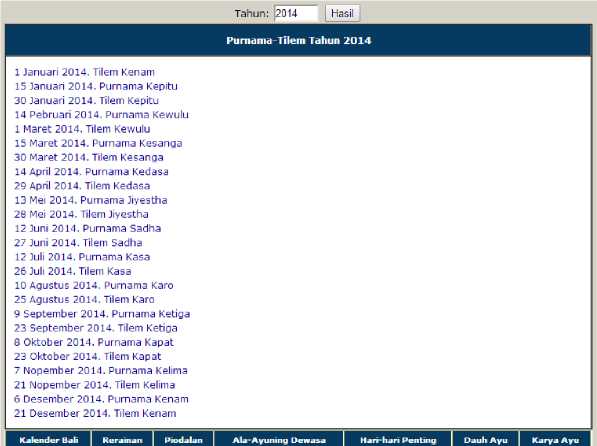 Tahun: 2014 Hasil
Purnama-Tilem Tahun 2014
1 Januari 2014. Tilem Kenam
15 Januari 2014. Purnama Kepitu
30 Januari 2014. Tilem Kepitu
14 Pebruari 2014. Purnama Kewulu
1 Maret 2014. Tilem Kewulu
15 Maret 2014. Purnama Kesanga
30 Maret 2014. Tilem Kesanga
14 April 2014. Purnama Kedasa
29 April 2014. Tilem Kedasa
13 Mei 2014. Purnama Jiyestha
28 Mei 2014. Tilem Jiyestha
12 Juni 2014. Purnama Sadha
27 Juni 2014. Tilem Sadha
12 Juli 2014. Purnama Kasa
26 Juli 2014. Tilem Kasa
10 Agustus 2014. Purnama Karo
25 Agustus 2014. Tilem Karo
9 September 2014. Purnama Ketiga
23 September 2014. Tilem Ketiga
8 Oktober 2014. Purnama Kapat
23 Oktober 2014. Tilem Kapat
7 Nopember 2014. Purnama Kelima
21 Nopember 2014. Tilem Kelima
6 Desember 2014. Purnama Kenam
21 Desember 2014. Tilem Kenam
Kalender Bali Rerainan Piodalan Ala-Ayuning Dewasa Hari-hari Penting Dauh Ayu Karya Ayu